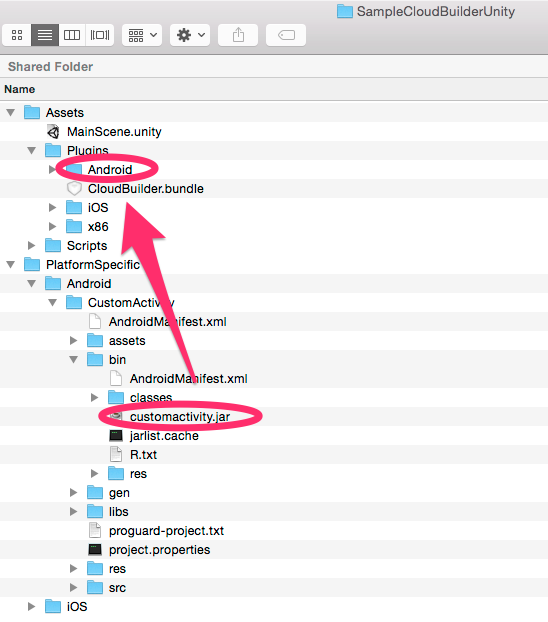 SampleCloudBuilderUnity
Shared Folder
Name
Assets
MainScene.unity
Plugins
Android
CloudBuilder.bundle
iOS
x86
Scripts
PlatformSpecific
Android
CustomActivity
AndroidManifest.xml
assets
bin
AndroidManifest.xml
classes
customactivity.jar
jarlist.cache
R.txt
res
gen
libs
proguard-project.txt
project.properties
res
src
iOS